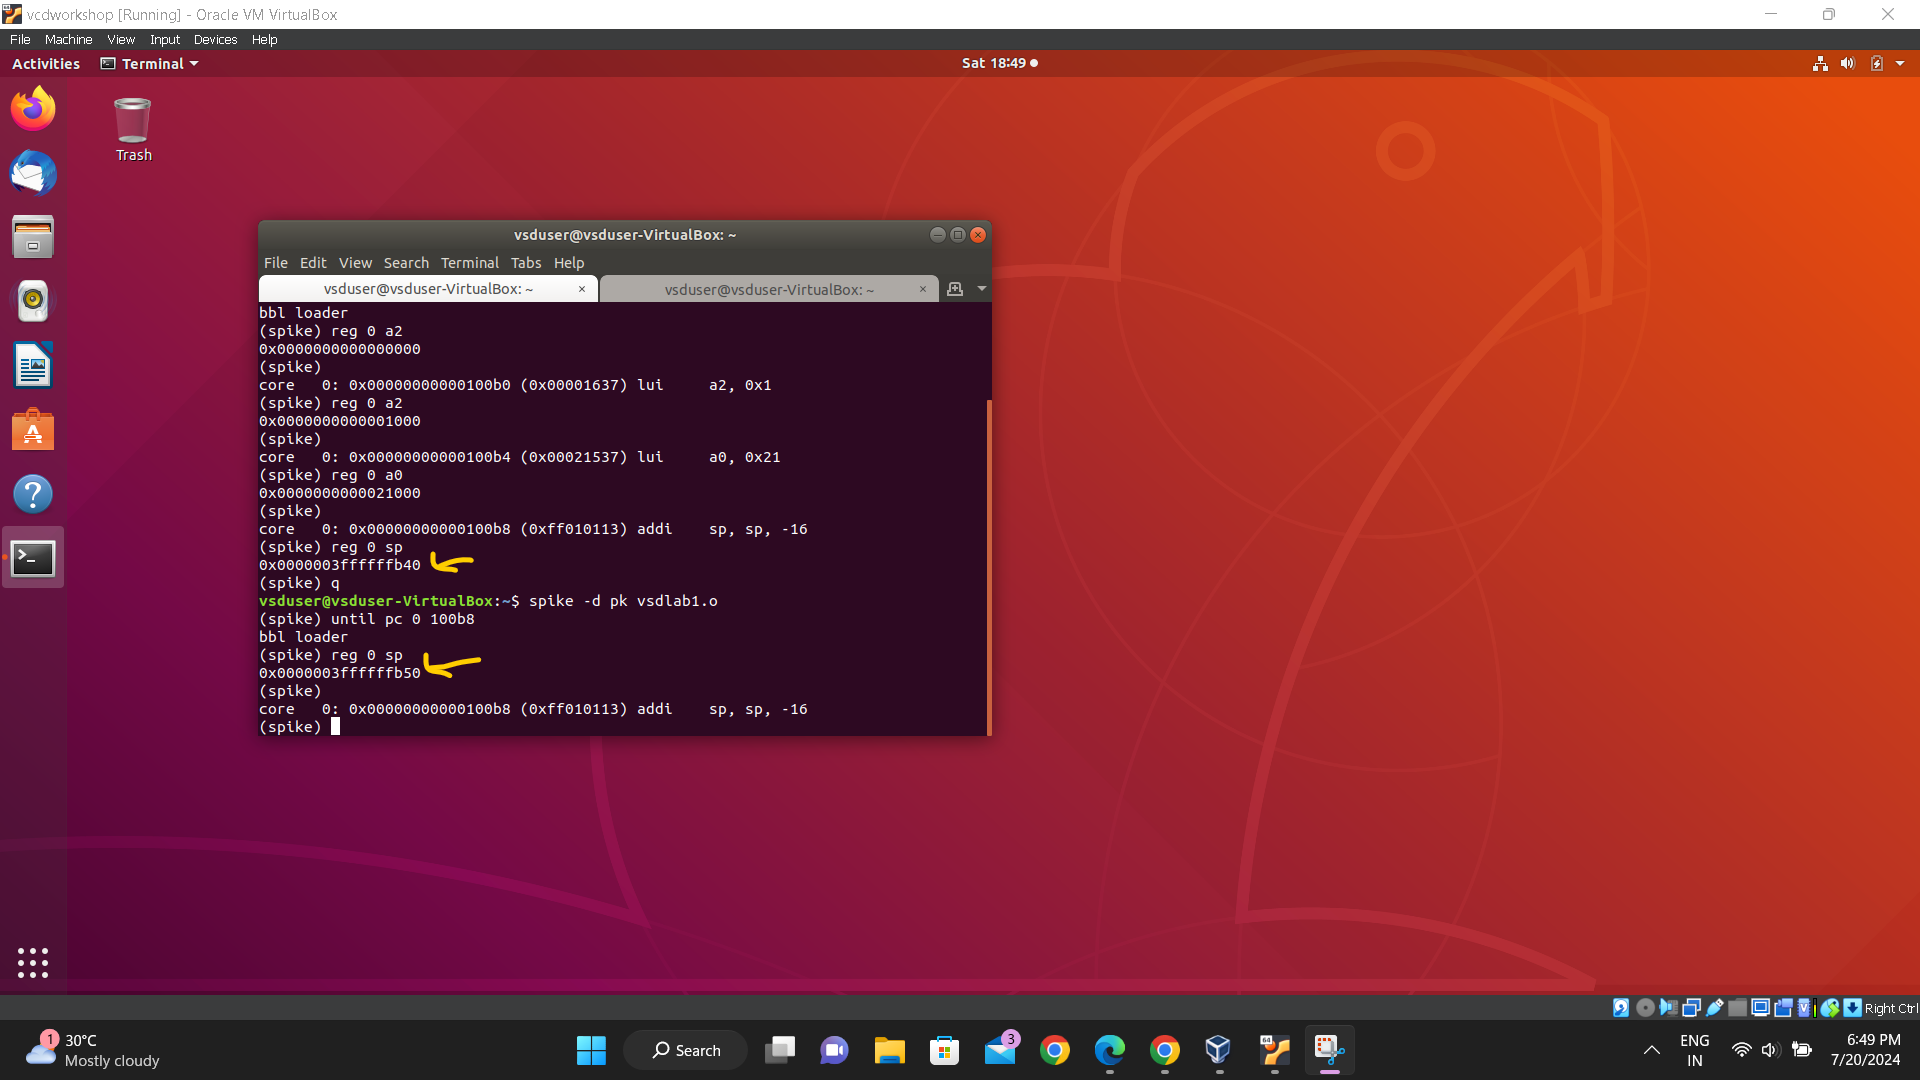 vcdworkshop [Running] - Oracle VM VirtualBox
File Machine View Input Devices Help
Activities Terminal Sat 18:49
Trash
vsduser@vsduser-VirtualBox: ~
File Edit View Search Terminal Tabs Help
vsduser@vsduser-VirtualBox: ~ × vsduser@vsduser-VirtualBox: ~ ×
bbl loader
(spike) reg 0 a2
0x0000000000000000
(spike)
core   0: 0x00000000000100b0 (0x00001637) lui     a2, 0x1
(spike) reg 0 a2
0x0000000000001000
(spike)
core   0: 0x00000000000100b4 (0x00021537) lui     a0, 0x21
(spike) reg 0 a0
0x0000000000021000
(spike)
core   0: 0x00000000000100b8 (0xff010113) addi    sp, sp, -16
(spike) reg 0 sp
0x0000003ffffffb40
(spike) q
vsduser@vsduser-VirtualBox:~$ spike -d pk vsdlab1.o
(spike) until pc 0 100b8
bbl loader
(spike) reg 0 sp
0x0000003ffffffb50
(spike)
core   0: 0x00000000000100b8 (0xff010113) addi    sp, sp, -16
(spike)
Right Ctrl
1
30°C
Mostly cloudy
Search
3
64
ENG
IN
6:49 PM
7/20/2024